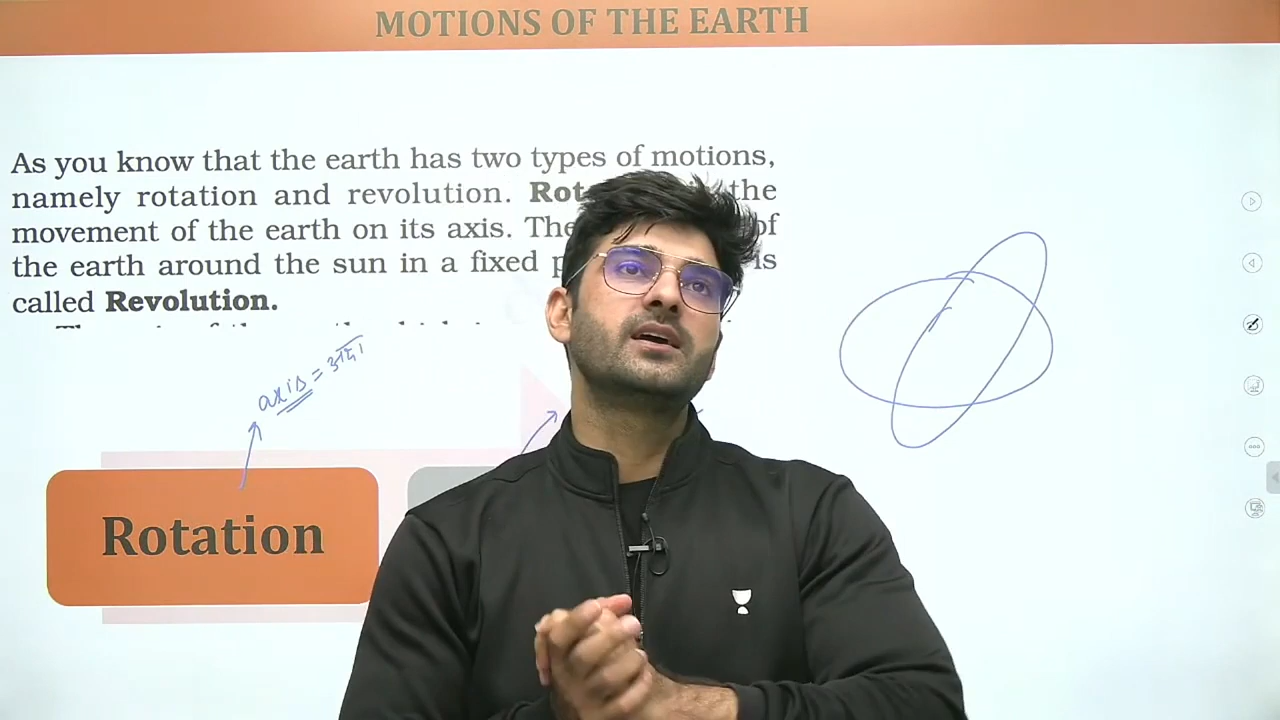 MOTIONS OF THE EARTH
As you know that the earth has two types of motions,
namely rotation and revolution. Rot the
movement of the earth on its axis. The of
the earth around the sun in a fixed p is
called Revolution.
axis =
Rotation